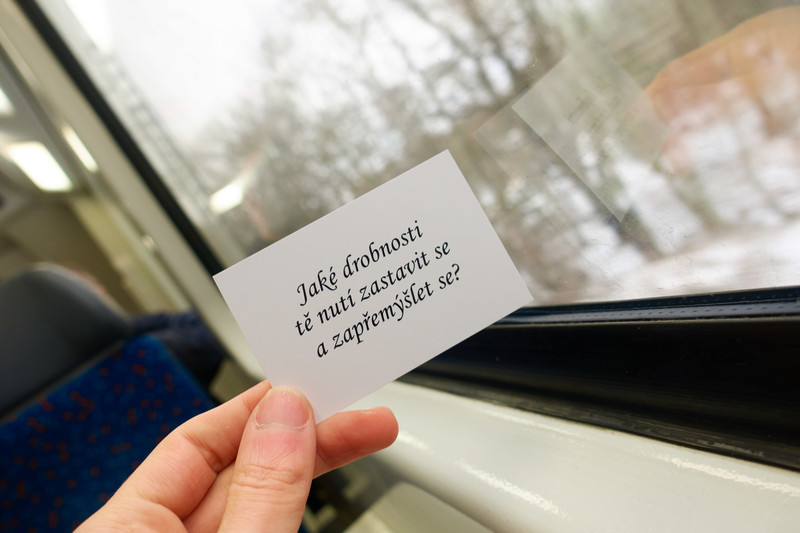 Jaké drobnosti
tě nutí zastavit se
a zapřemýšlet se?